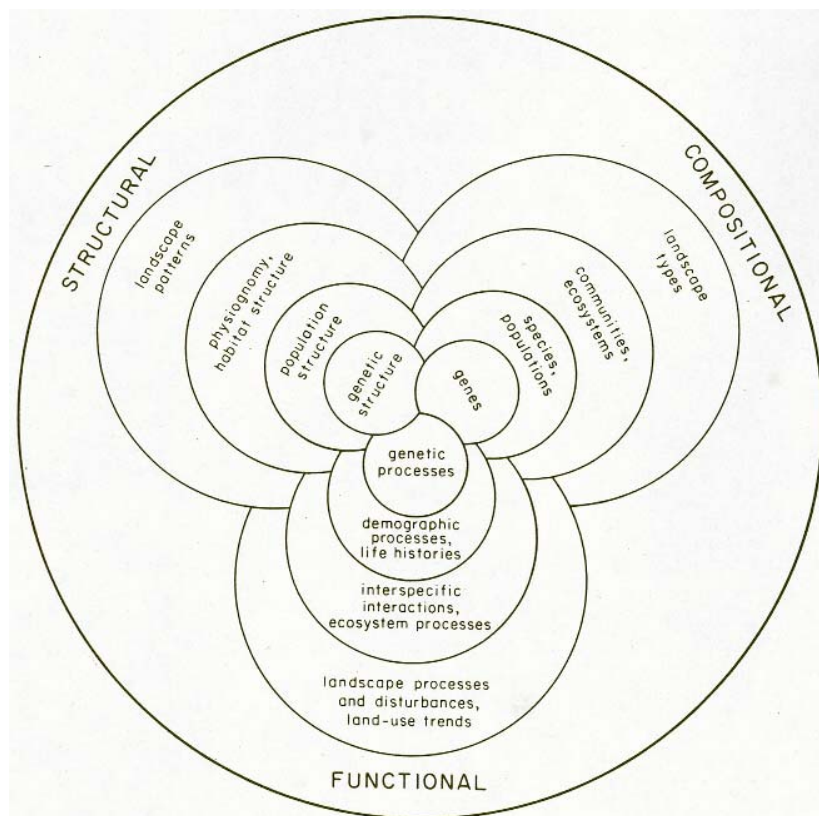 STRUCTURAL
landscape
patterns
physiognomy,
habitat structure
population
structure
genetic
structure
COMPOSITIONAL
landscape
types
communities,
ecosystems
species,
populations
genes
genetic
processes
demographic
processes,
life histories
interspecific
interactions,
ecosystem processes
landscape processes
and disturbances,
land-use trends
FUNCTIONAL